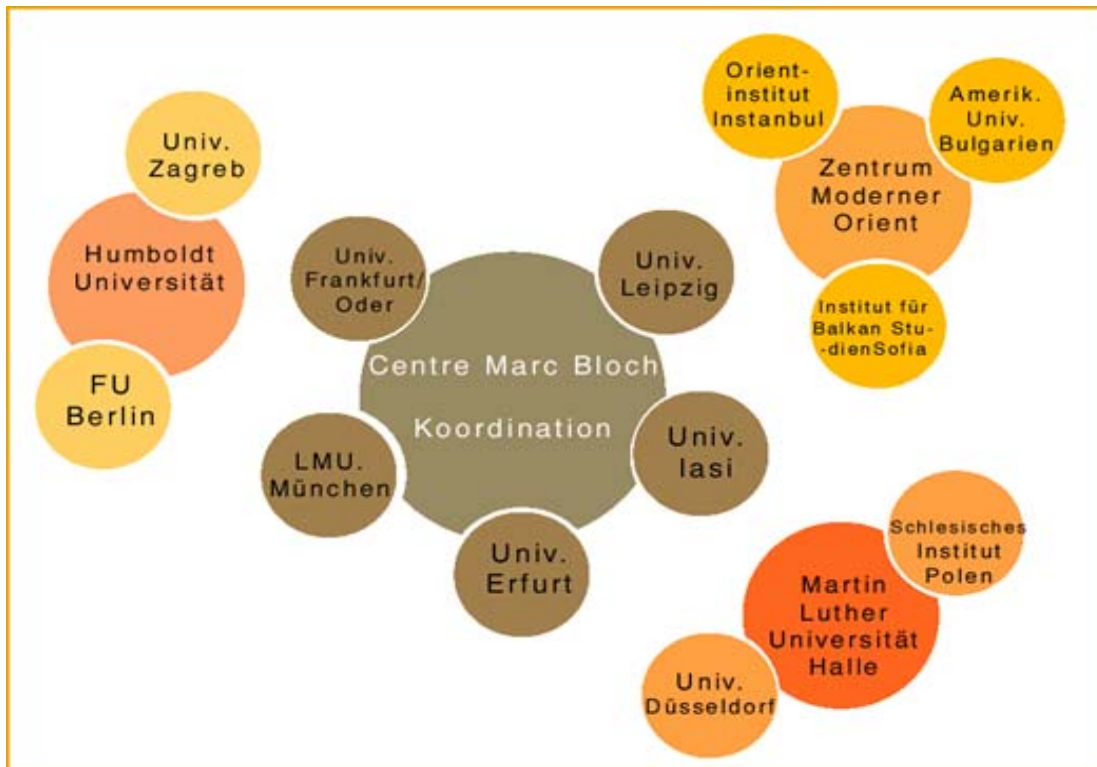 Univ.
Zagreb
Humboldt
Universität
FU
Berlin
Univ.
Frankfurt/
Oder
Univ.
Leipzig
Centre Marc Bloch
Koordination
LMU.
München
Univ.
Iasi
Univ.
Erfurt
Orient-
institut
Instanbul
Amerik.
Univ.
Bulgarien
Zentrum
Moderner
Orient
Institut für
Balkan Stu-
-dienSofia
Schlesisches
Institut
Polen
Martin
Luther
Universität
Halle
Univ.
Düsseldorf